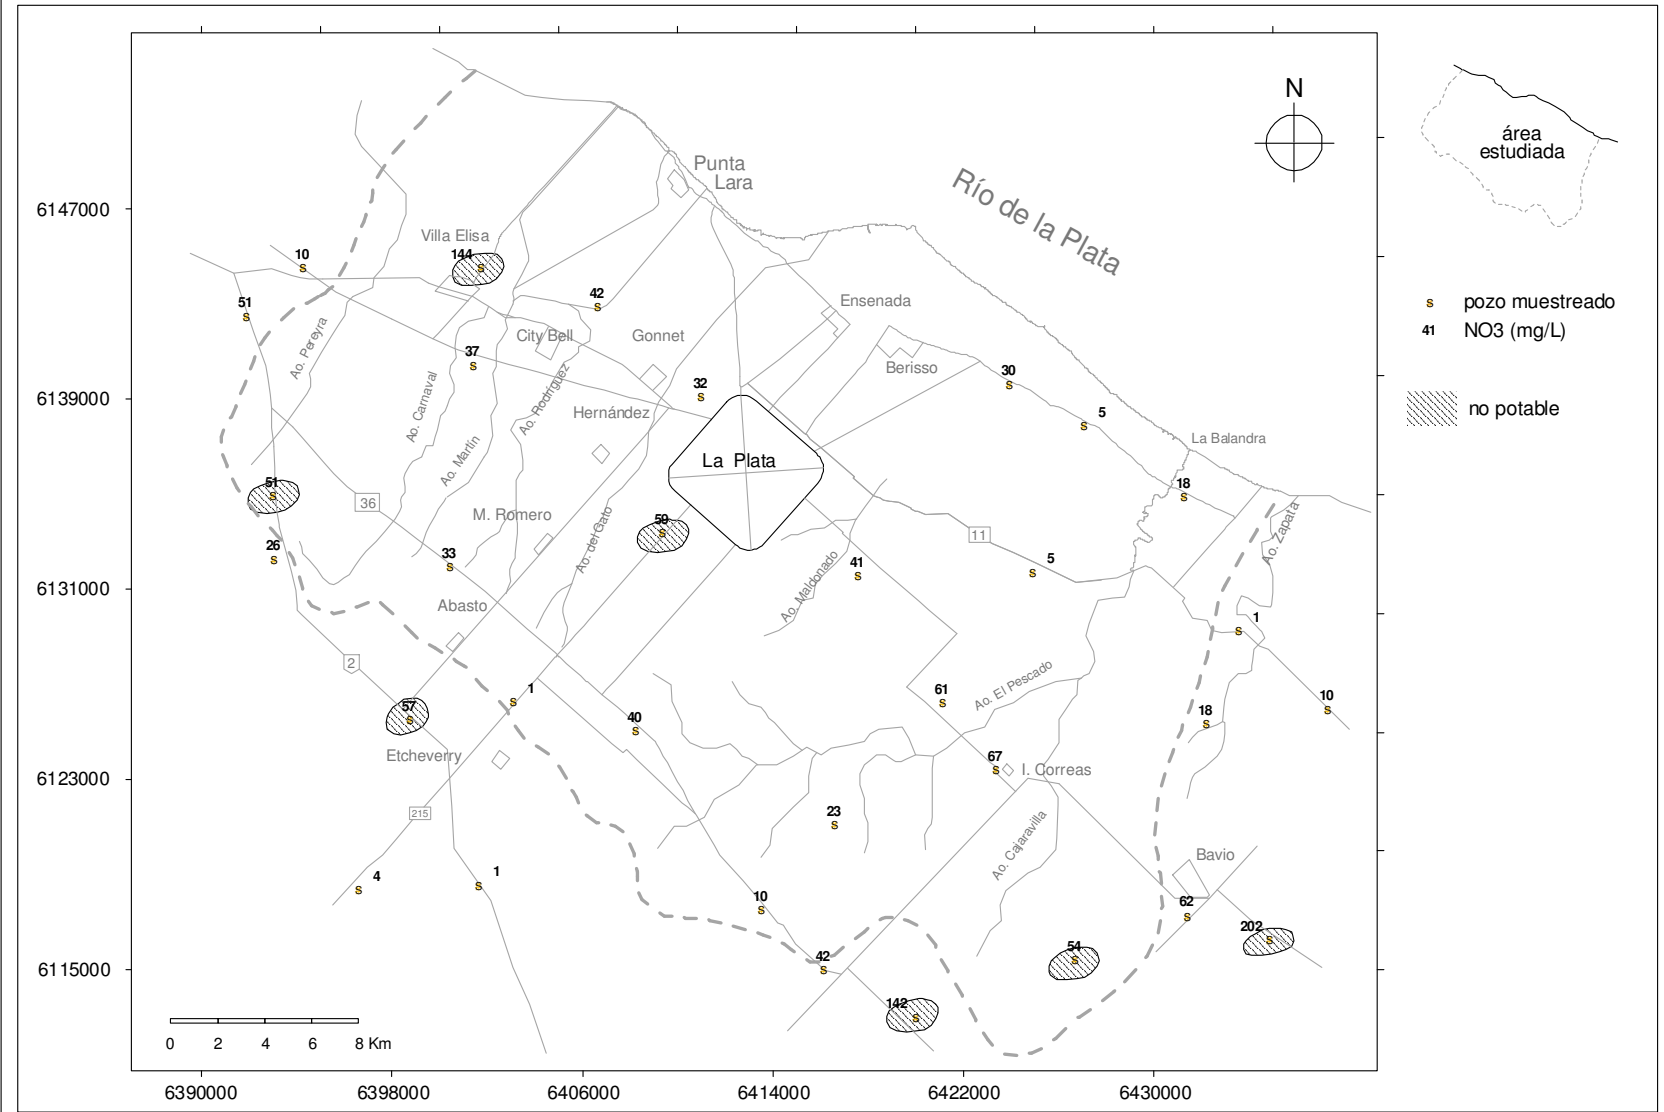 N
Río de la Plata
área
estudiada
Punta
Lara
6147000
Villa Elisa
144
10
51
42
Ensenada
s pozo muestreado
41 NO3 (mg/L)
City Bell
Gonnet
Ao. Pereyra
37
Berisso
30
32
6139000
Ao. Carnaval
Ao. Rodríguez
Hernández
5
no potable
La Balandra
Ao. Martín
La Plata
51
18
36
M. Romero
59
11
Ao. del Gato
Ao. Zapata
26
33
41
5
Ao. Maldonado
6131000
Abasto
1
2
Ao. El Pescado
1
61
10
57
40
18
Etcheverry
67
I. Correas
6123000
215
23
Ao. Cajaravilla
Bavio
4
1
10
62
202
54
42
6115000
142
0 2 4 6 8 Km
6390000 6398000 6406000 6414000 6422000 6430000